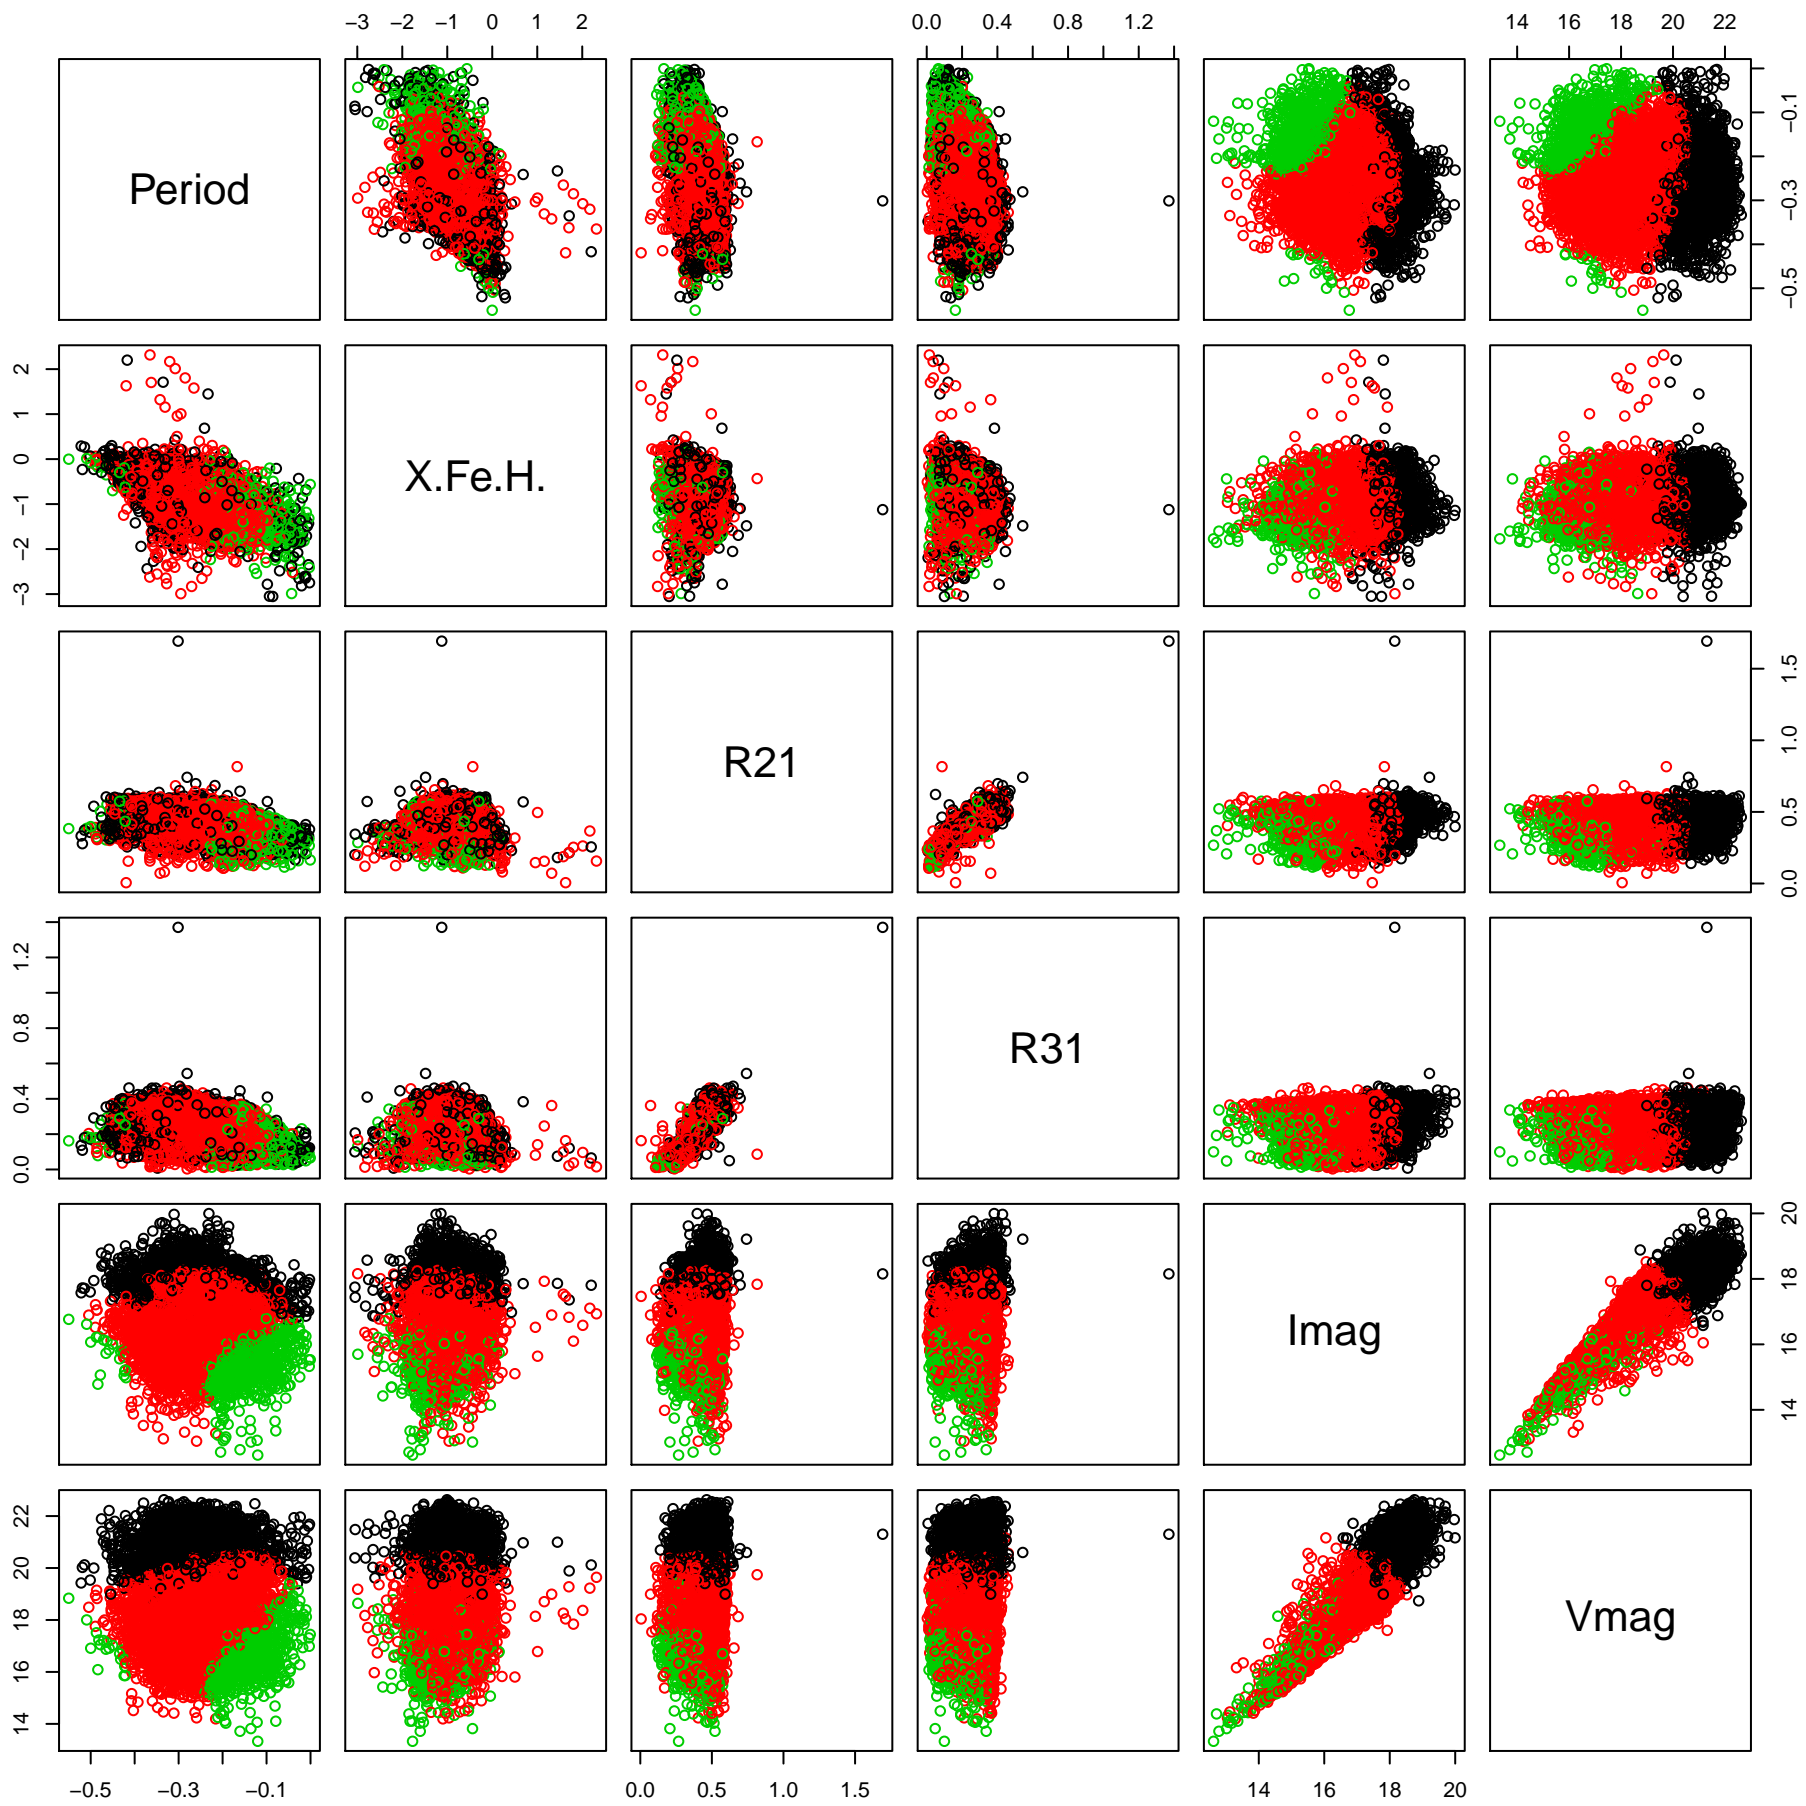 −3 −2 −1 0 1 2 0.0 0.4 0.8 1.2 14 16 18 20 22
Period
−0.5 −0.3 −0.1
−3 −2 −1 0 1 2
X.Fe.H.
R21
0.0 0.5 1.0 1.5
0.0 0.4 0.8 1.2
R31
Imag
14 16 18 20
14 16 18 20 22
Vmag
−0.5 −0.3 −0.1 0.0 0.5 1.0 1.5 14 16 18 20